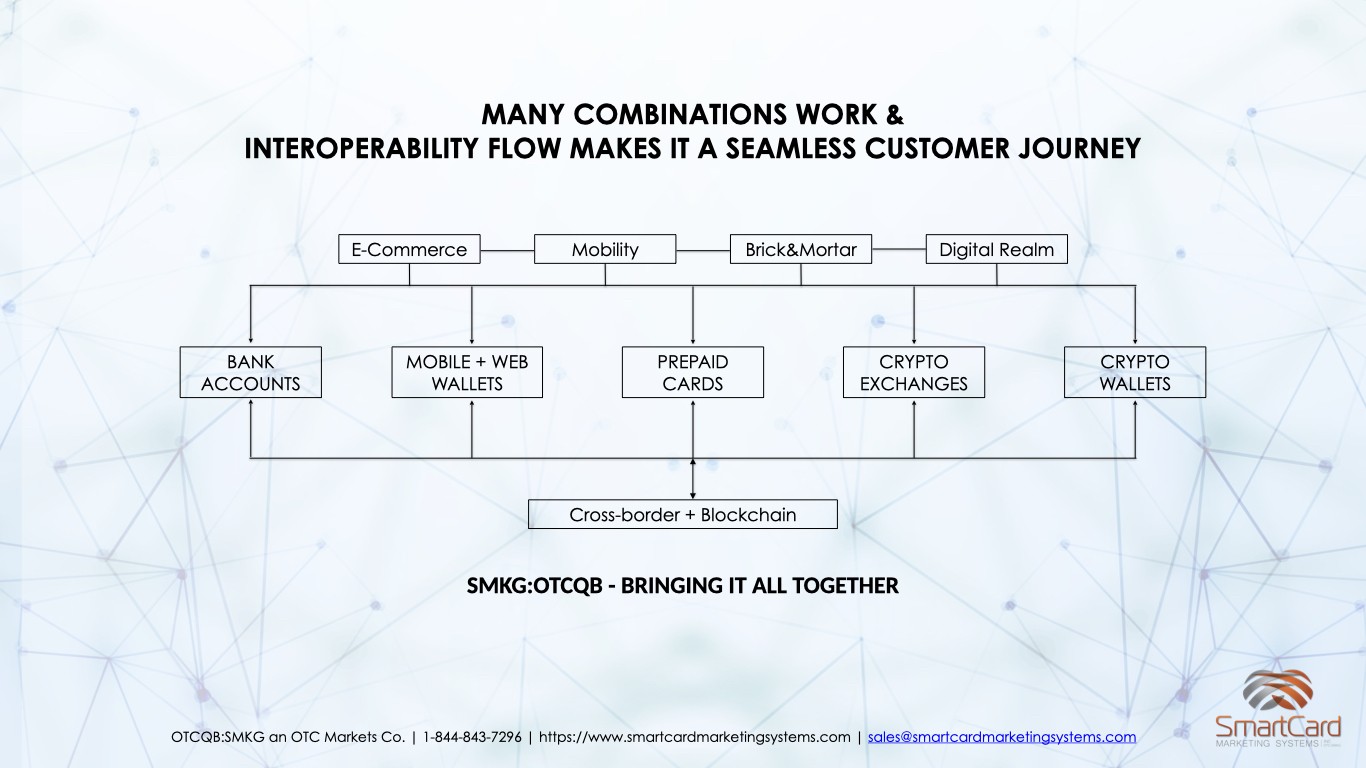 MANY COMBINATIONS WORK &
INTEROPERABILITY FLOW MAKES IT A SEAMLESS CUSTOMER JOURNEY
E-Commerce
Mobility
Brick&Mortar
Digital Realm
BANK
ACCOUNTS
MOBILE + WEB
WALLETS
PREPAID
CARDS
CRYPTO
EXCHANGES
CRYPTO
WALLETS
Cross-border + Blockchain
SMKG:OTCQB - BRINGING IT ALL TOGETHER
SmartCard
MARKETING SYSTEMS
OTCQB:SMKG an OTC Markets Co. | 1-844-843-7296 | https://www.smartcardmarketingsystems.com | sales@smartcardmarketingsystems.com